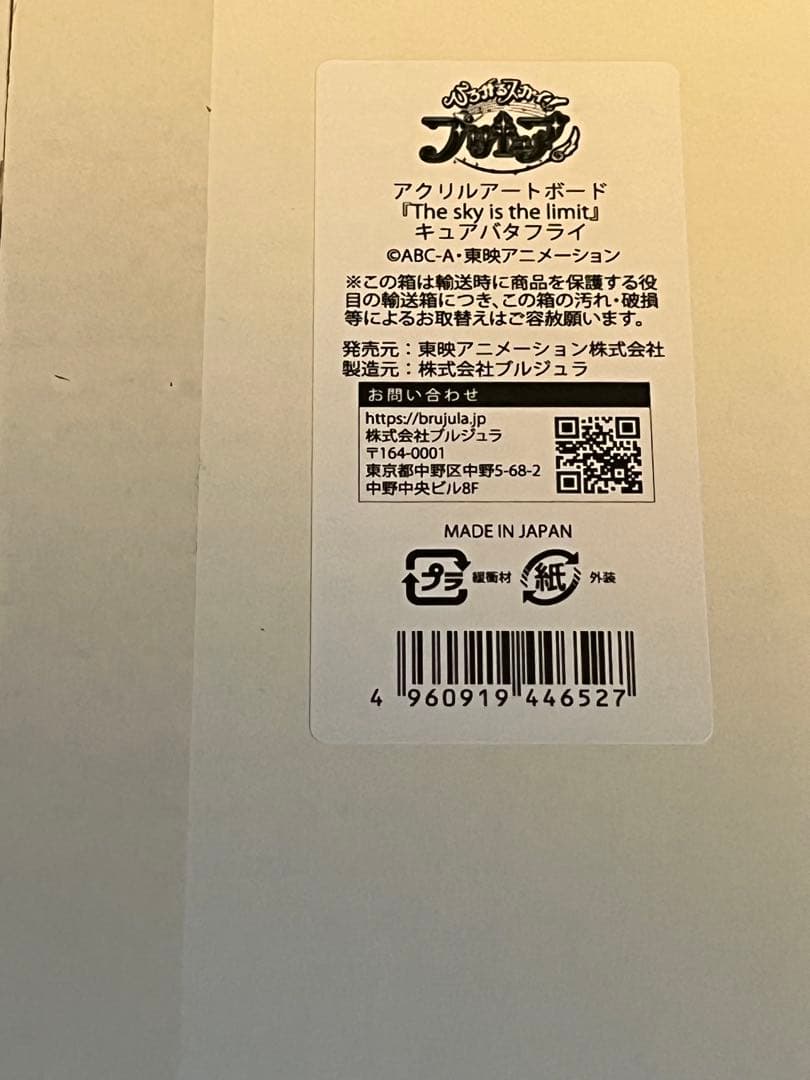 ひろがるスカイ!
プリキュア
アクリルアートボード
『The sky is the limit』
キュアバタフライ
©ABC-A・東映アニメーション
※この箱は輸送時に商品を保護する役
目の輸送箱につき、この箱の汚れ・破損
等によるお取替えはご容赦願います。
発売元：東映アニメーション株式会社
製造元：株式会社ブルジュラ
お問い合わせ
https://brujula.jp
株式会社ブルジュラ
〒164-0001
東京都中野区中野5-68-2
中野中央ビル8F
MADE IN JAPAN
プラ 緩衝材 紙 外装
4 960919 446527